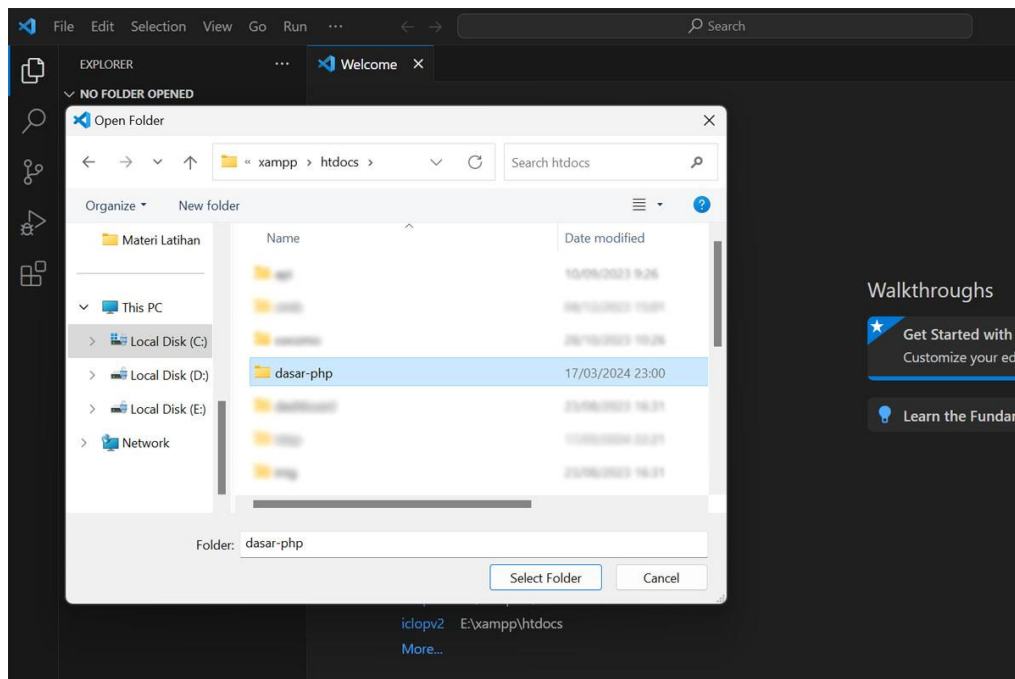 File Edit Selection View Go Run ··· Search
EXPLORER ··· Welcome
NO FOLDER OPENED
Open Folder
« xampp > htdocs > Search htdocs
Organize New folder
Name Date modified
Materi Latihan
This PC
Local Disk (C:)
dasar-php 17/03/2024 23:00
Local Disk (D:)
Local Disk (E:)
Network
Folder: dasar-php
Select Folder Cancel
Walkthroughs
Get Started with
Customize your ed
Learn the Fundar
iclopv2 E:\xampp\htdocs
More...